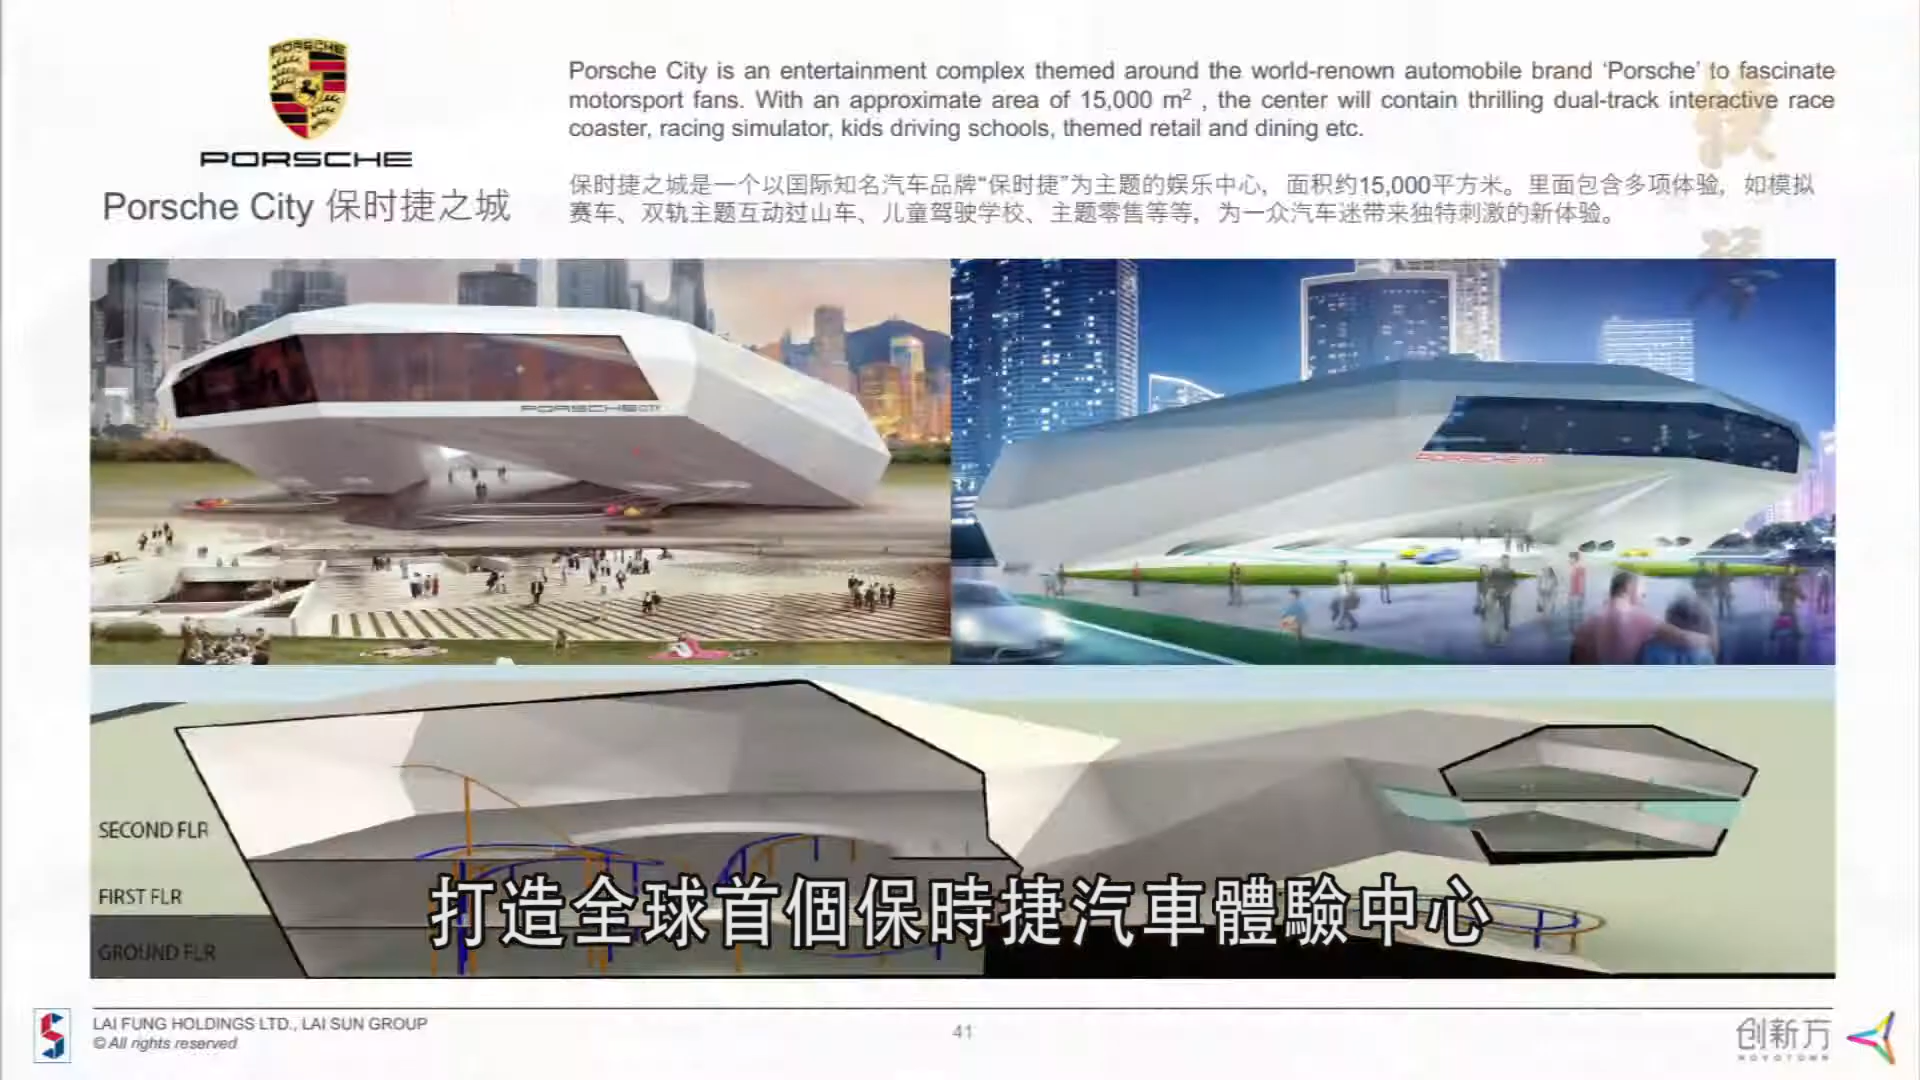 PORSCHE
PORSCHE
Porsche City 保时捷之城
Porsche City is an entertainment complex themed around the world-renown automobile brand ‘Porsche’ to fascinate
motorsport fans. With an approximate area of 15,000 m² , the center will contain thrilling dual-track interactive race
coaster, racing simulator, kids driving schools, themed retail and dining etc.
保时捷之城是一个以国际知名汽车品牌“保时捷”为主题的娱乐中心，面积约15,000平方米。里面包含多项体验，如模拟
赛车、双轨主题互动过山车、儿童驾驶学校、主题零售等等，为一众汽车迷带来独特刺激的新体验。
PORSCHE CITY
SECOND FLR
FIRST FLR
GROUND FLR
打造全球首個保時捷汽車體驗中心
LAI FUNG HOLDINGS LTD., LAI SUN GROUP
© All rights reserved
41
创新方
NOVOTOWN